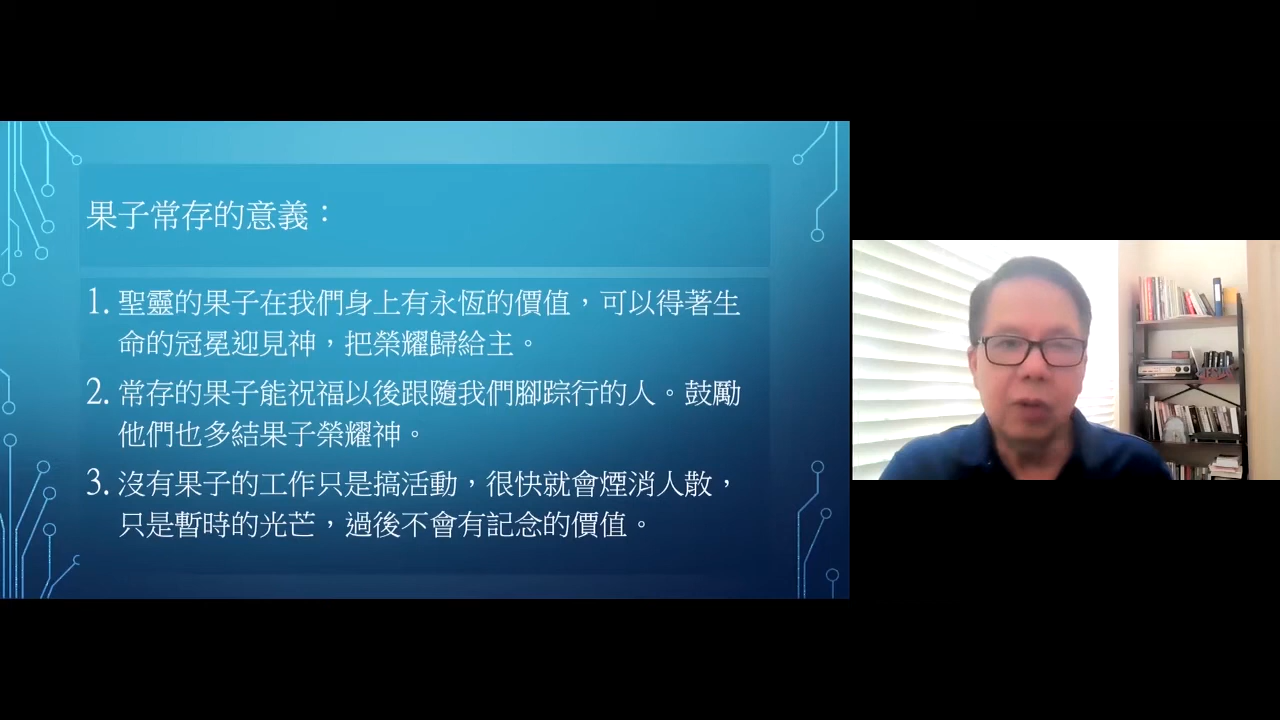 果子常存的意義：
1. 聖靈的果子在我們身上有永恆的價值，可以得著生
命的冠冕迎見神，把榮耀歸給主。
2. 常存的果子能祝福以後跟隨我們腳踪行的人。鼓勵
他們也多結果子榮耀神。
3. 沒有果子的工作只是搞活動，很快就會煙消人散，
只是暫時的光芒，過後不會有記念的價值。